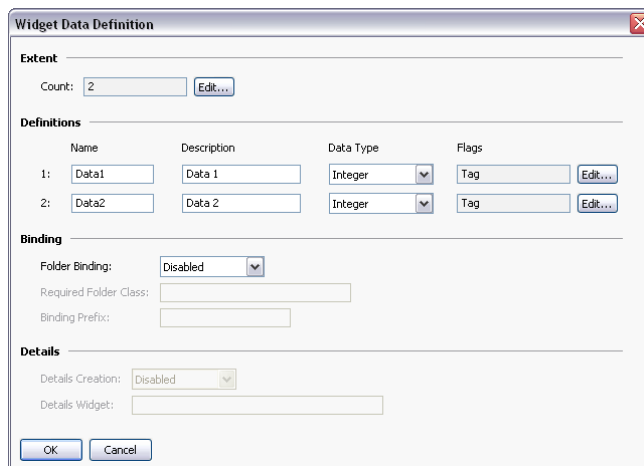 Widget Data Definition
Extent
Count: 2 Edit...
Definitions
Name Description Data Type Flags
1: Data1 Data 1 Integer Tag Edit...
2: Data2 Data 2 Integer Tag Edit...
Binding
Folder Binding: Disabled
Required Folder Class:
Binding Prefix:
Details
Details Creation: Disabled
Details Widget:
OK Cancel